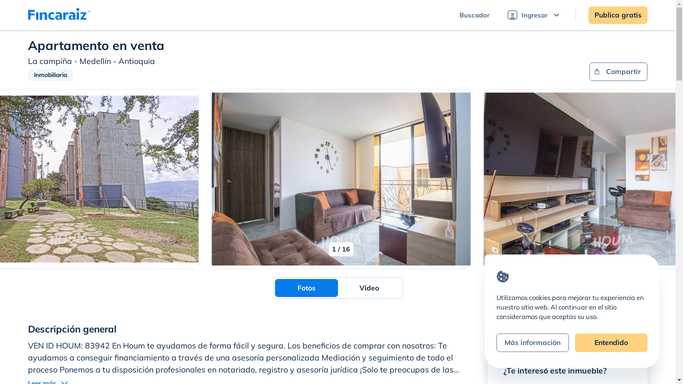 Fincaraiz
Buscador
Ingresar
Publica gratis
Apartamento en venta
La campiña - Medellín - Antioquia
Inmobiliaria
Compartir
HOUM
HOUM
1 / 16
Fotos
Video
Descripción general
VEN ID HOUM: 83942 En Houm te ayudamos de forma fácil y segura. Los beneficios de comprar con nosotros: Te
ayudamos a conseguir financiamiento a través de una asesoría personalizada Mediación y seguimiento de todo el
proceso Ponemos a tu disposición profesionales en notariado, registro y asesoría jurídica ¡Solo te preocupas de las...
Leer más
Utilizamos cookies para mejorar tu experiencia en
nuestro sitio web. Al continuar en el sitio
consideramos que aceptas su uso.
Más información
Entendido
¿Te interesó este inmueble?